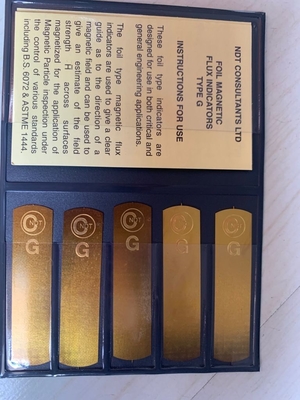 NDT CONSULTANTS LTD
FOIL MAGNETIC
FLUX INDICATORS
TYPE G
INSTRUCTIONS FOR USE
These foil type indicators are
designed for use in both critical and
general engineering applications.
The foil type magnetic flux
indicators are used to give a clear
guide as to the direction of a
magnetic field and can be used to
give an estimate of the field
strength H across surfaces
magnetized for the application of
Magnetic Particle Inspection under
the control of various standards
including B.S. 6072 & ASTME 1444.
NDT
G
NDT
G
NDT
G
G
G